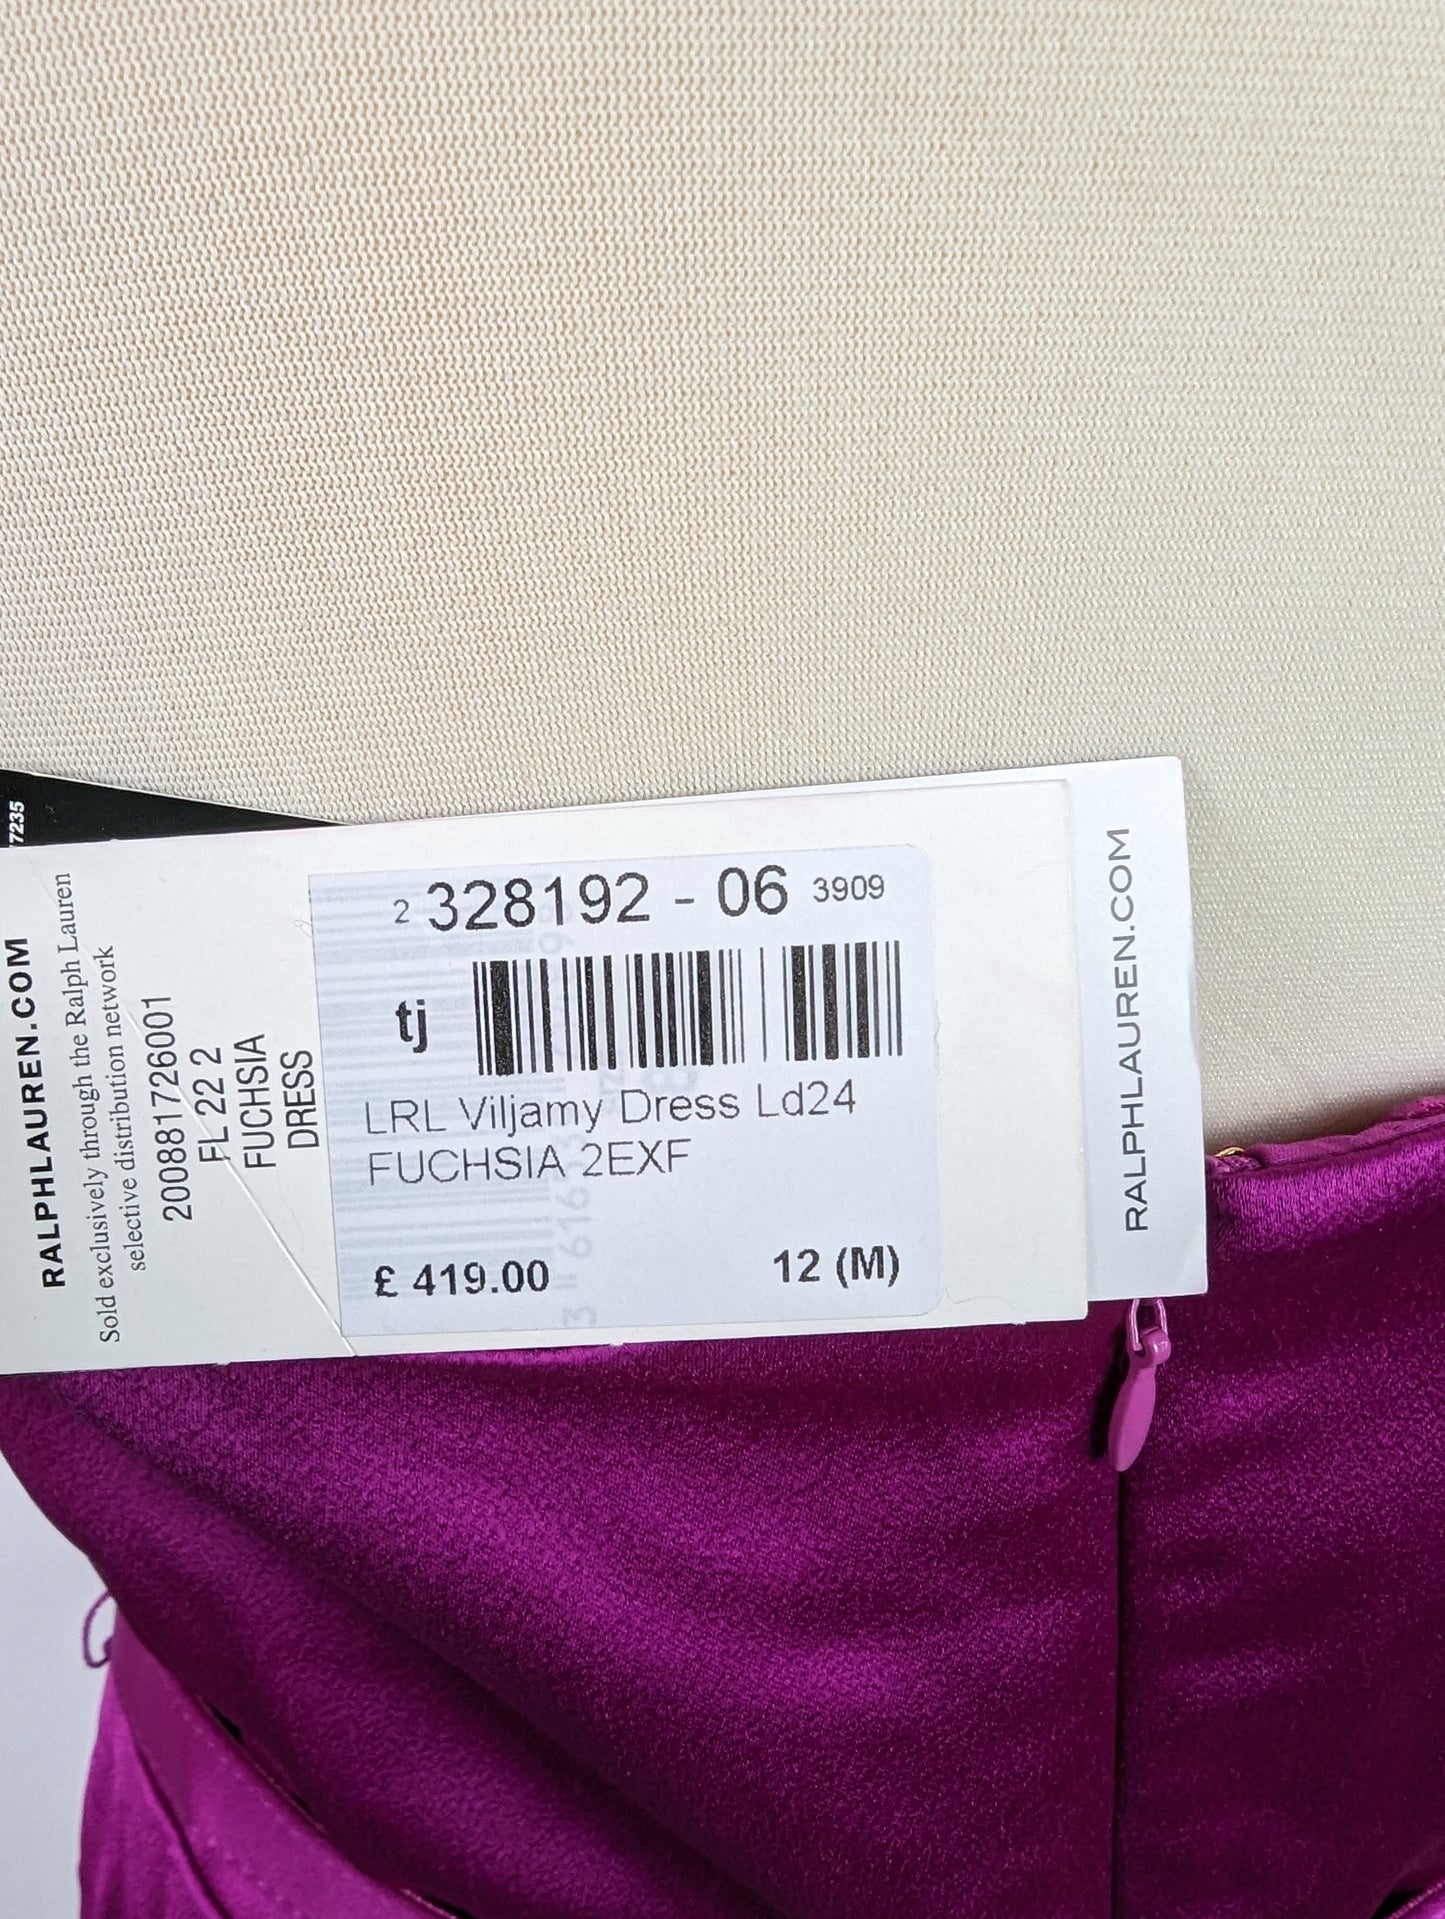 7235
RALPHLAUREN.COM
Sold exclusively through the Ralph Lauren
selective distribution network
200881726001
FL 22 2
FUCHSIA
DRESS
2 328192 - 06 3909
tj
LRL Viljamy Dress Ld24
FUCHSIA 2EXF
£ 419.00 12 (M)
RALPHLAUREN.COM